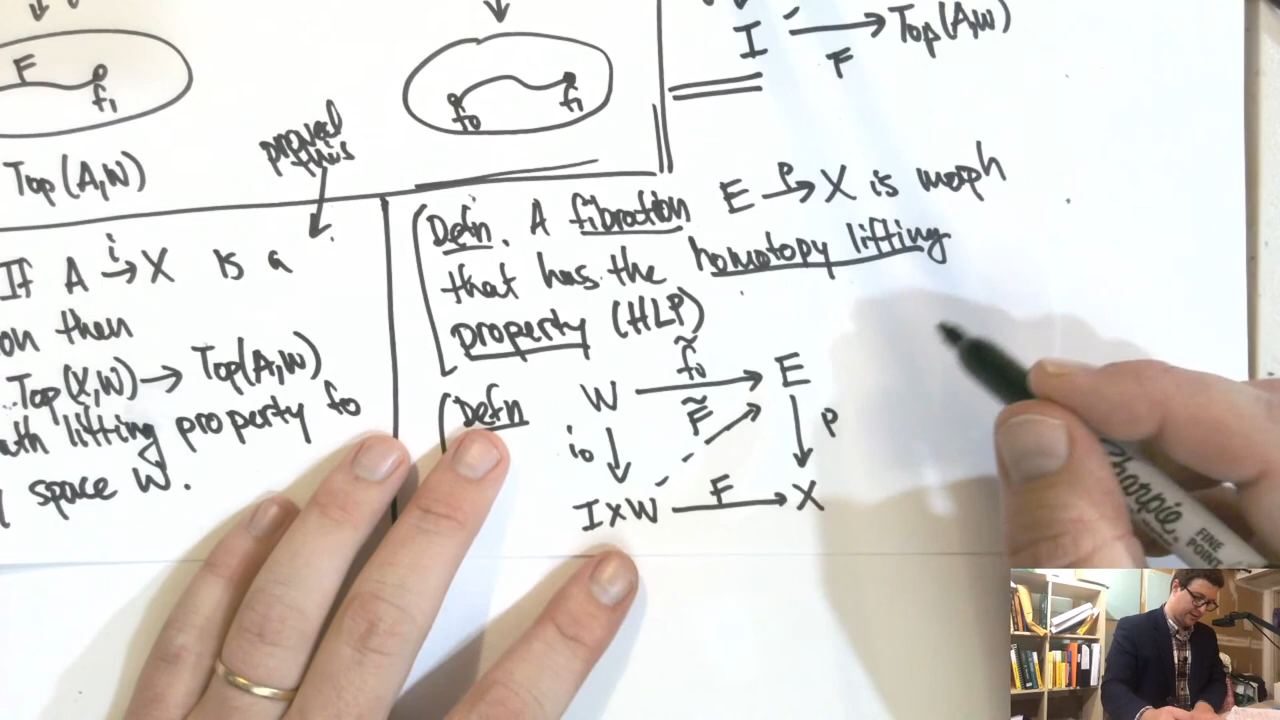 F
f₁
Top(A,W)
f₀ f₁
I → Top(A,W)
F
proved
this
If A →ⁱ X is a
on then
Top(X,W) → Top(A,W)
ath lifting property to
space W.
Defn. A fibration E →ᵖ X is morph
that has the homotopy lifting
property (HLP)
Defn
W f̃₀ E
i₀ F̃ p
I×W F X
Sharpie
FINE
POINT